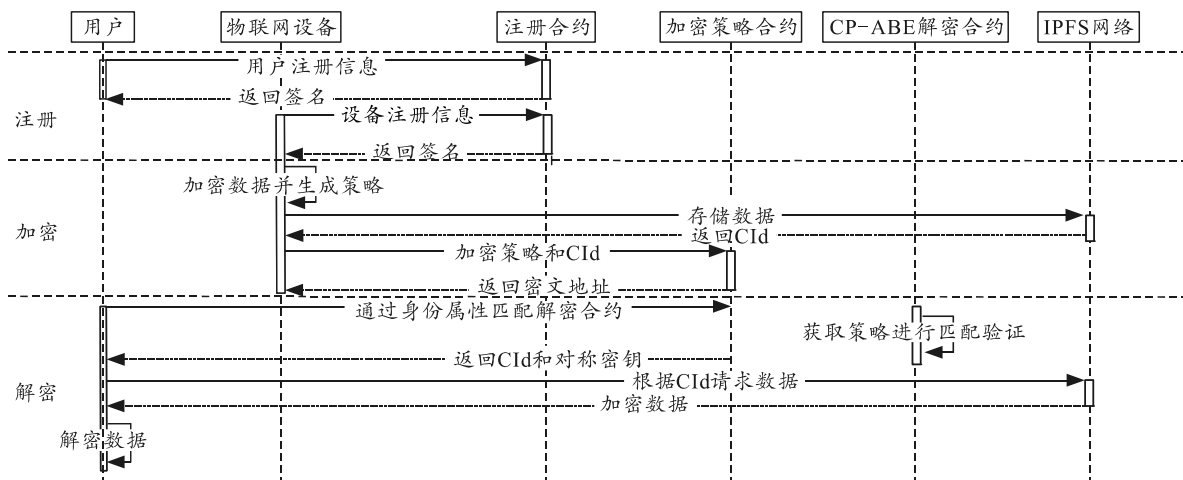 用户
物联网设备
注册合约
加密策略合约
CP-ABE解密合约
IPFS网络
用户注册信息
返回签名
注册
设备注册信息
返回签名
加密数据并生成策略
存储数据
加密
返回CId
加密策略和CId
返回密文地址
通过身份属性匹配解密合约
获取策略进行匹配验证
返回CId和对称密钥
解密
根据CId请求数据
加密数据
解密数据